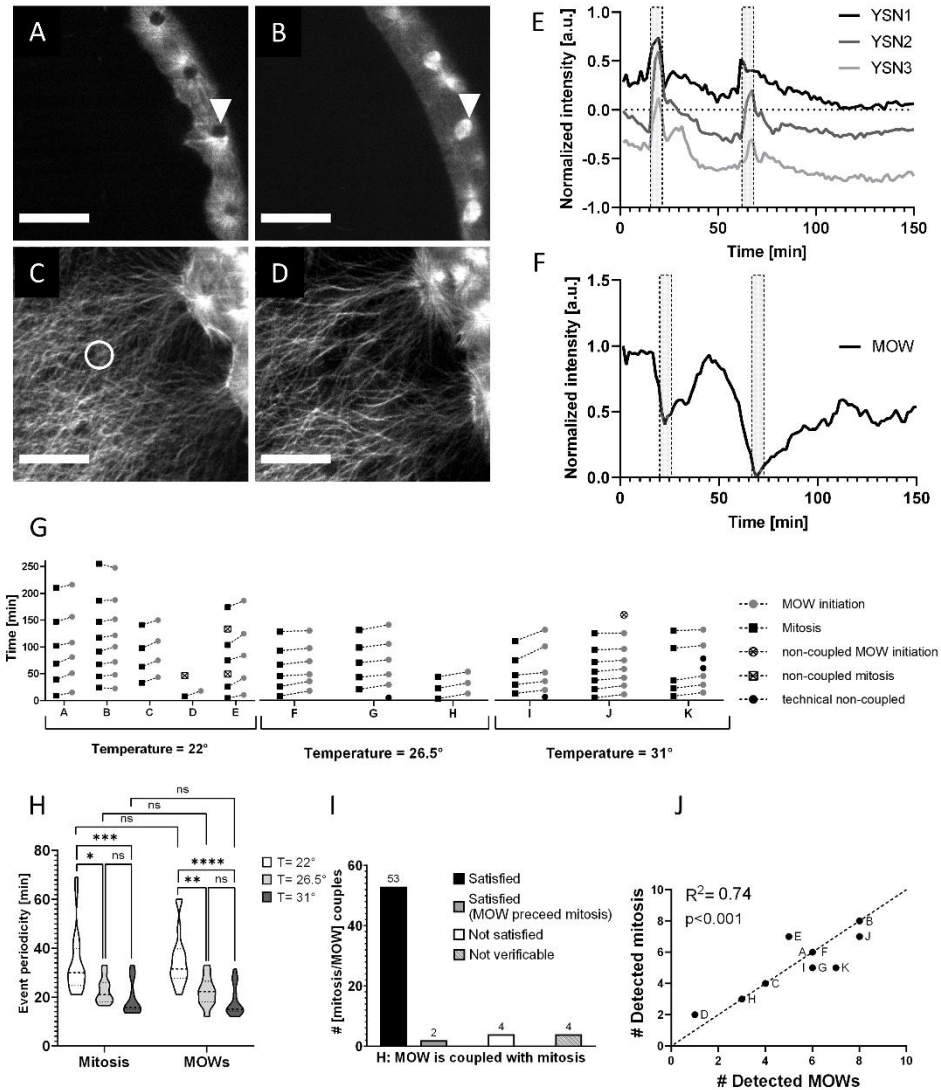 A
B
C
D
E
Normalized intensity [a.u.]
1.0
0.5
0.0
-0.5
-1.0
0
50
100
150
Time [min]
YSN1
YSN2
YSN3
F
Normalized intensity [a.u.]
1.5
1.0
0.5
0.0
0
50
100
150
Time [min]
MOW
G
Time [min]
250
200
150
100
50
0
A B C D E F G H I J K
Temperature = 22°
Temperature = 26.5°
Temperature = 31°
MOW initiation
Mitosis
non-coupled MOW initiation
non-coupled mitosis
technical non-coupled
H
Event periodicity [min]
80
60
40
20
0
ns
ns
ns
***
* ns
****
** ns
T= 22°
T= 26.5°
T= 31°
Mitosis MOWs
I
# [mitosis/MOW] couples
60
40
20
0
53
2
4
4
Satisfied
Satisfied
(MOW preceed mitosis)
Not satisfied
Not verifiable
H: MOW is coupled with mitosis
J
# Detected mitosis
10
8
6
4
2
0
R²= 0.74
p<0.001
B
E
J
A F
I G K
C
H
D
0 2 4 6 8 10
# Detected MOWs